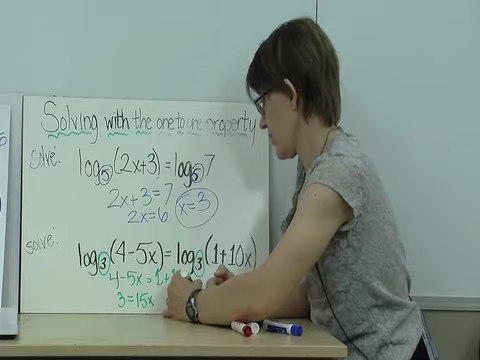 Solving with the one to one property
solve: log₅(2x+3) = log₅ 7
2x+3 = 7
2x = 6 x = 3
solve: log₃(4-5x) = log₃(1+10x)
4-5x = 1+1
3 = 15x